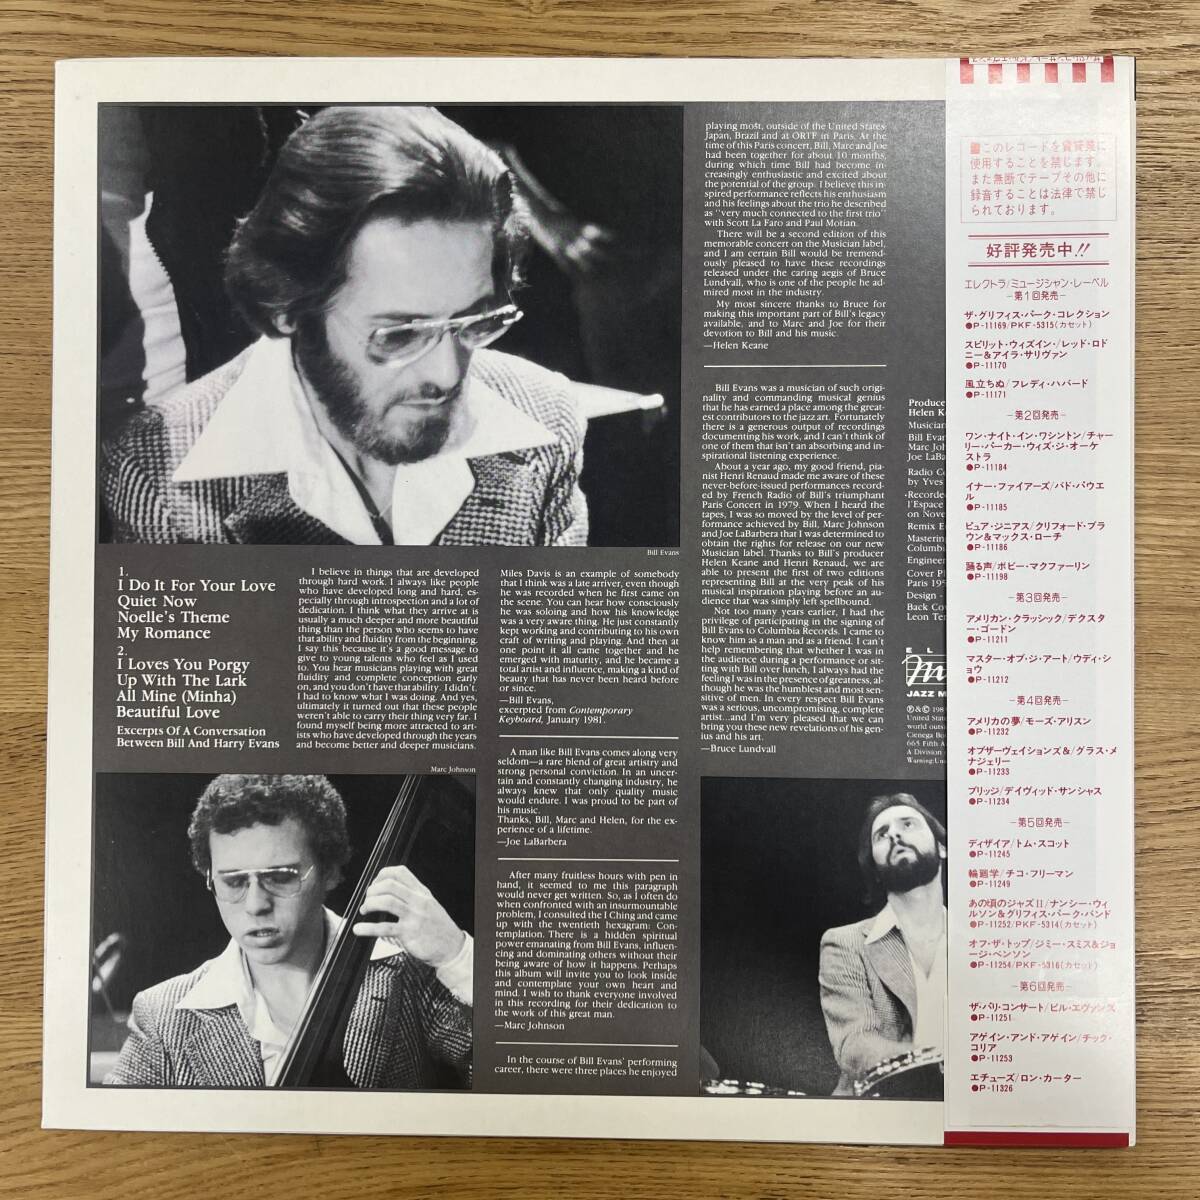 Bill Evans
1.
I Do It For Your Love
Quiet Now
Noelle's Theme
My Romance
2.
I Loves You Porgy
Up With The Lark
All Mine (Minha)
Beautiful Love
Excerpts Of A Conversation
Between Bill And Harry Evans
I believe in things that are developed
through hard work. I always like people
who have developed long and hard, es-
pecially through introspection and a lot of
dedication. I think what they arrive at is
usually a much deeper and more beautiful
thing than the person who seems to have
that ability and fluidity from the beginning.
I say this because it's a good message to
give to young talents who feel as I used
to. You hear musicians playing with great
fluidity and complete conception early
on, and you don't have that ability. I didn't.
I had to know what I was doing. And yes,
ultimately it turned out that these people
weren't able to carry their thing very far. I
found myself being more attracted to art-
ists who have developed through the years
and become better and deeper musicians.
Marc Johnson
Miles Davis is an example of somebody
that I think was a late arriver, even though
he was recorded when he first came on
the scene. You can hear how consciously
he was soloing and how his knowledge
was a very aware thing. He just constantly
kept working and contributing to his own
craft of writing and playing. And then at
one point it all came together and he
emerged with maturity, and he became a
total artist and influence, making a kind of
beauty that has never been heard before
or since.
—Bill Evans,
excerpted from Contemporary
Keyboard, January 1981.
A man like Bill Evans comes along very
seldom—a rare blend of great artistry and
strong personal conviction. In an uncer-
tain and constantly changing industry, he
always knew that only quality music
would endure. I was proud to be part of
his music.
Thanks, Bill, Marc and Helen, for the ex-
perience of a lifetime.
—Joe LaBarbera
After many fruitless hours with pen in
hand, it seemed to me this paragraph
would never get written. So, as I often do
when confronted with an insurmountable
problem, I consulted the I Ching and came
up with the twentieth hexagram: Con-
templation. There is a hidden spiritual
power emanating from Bill Evans, influen-
cing and dominating others without their
being aware of how it happens. Perhaps
this album will invite you to look inside
and contemplate your own heart and
mind. I wish to thank everyone involved
in this recording for their dedication to
the work of this great man.
—Marc Johnson
In the course of Bill Evans' performing
career, there were three places he enjoyed
playing most, outside of the United States:
Japan, Brazil and at ORTF in Paris. At the
time of this Paris concert, Bill, Marc and Joe
had been together for about 10 months,
during which time Bill had become in-
creasingly enthusiastic and excited about
the potential of the group. I believe this in-
spired performance reflects his enthusiasm
and his feelings about the trio he described
as "very much connected to the first trio"
with Scott La Faro and Paul Motian.
There will be a second edition of this
memorable concert on the Musician label,
and I am certain Bill would be tremend-
ously pleased to have these recordings
released under the caring aegis of Bruce
Lundvall, who is one of the people he ad-
mired most in the industry.
My most sincere thanks to Bruce for
making this important part of Bill's legacy
available, and to Marc and Joe for their
devotion to Bill and his music.
—Helen Keane
Bill Evans was a musician of such origi-
nality and commanding musical genius
that he has earned a place among the great-
est contributors to the jazz art. Fortunately
there is a generous output of recordings
documenting his work, and I can't think of
one of them that isn't an absorbing and in-
spirational listening experience.
About a year ago, my good friend, pia-
nist Henri Renaud made me aware of these
never-before-issued performances record-
ed by French Radio of Bill's triumphant
Paris Concert in 1979. When I heard the
tapes, I was so moved by the level of per-
formance achieved by Bill, Marc Johnson
and Joe LaBarbera that I was determined to
obtain the rights for release on our new
Musician label. Thanks to Bill's producer
Helen Keane and Henri Renaud, we are
able to present the first of two editions
representing Bill at the very peak of his
musical inspiration playing before an au-
dience that was simply left spellbound.
Not too many years earlier, I had the
privilege of participating in the signing of
Bill Evans to Columbia Records. I came to
know him as a man and as a friend. I can't
help remembering that whether I was in
the audience during a performance or sit-
ting with Bill over lunch, I always had the
feeling I was in the presence of greatness, al-
though he was the humblest and most sen-
sitive of men. In every respect Bill Evans
was a serious, uncompromising, complete
artist...and I'm very pleased that we can
bring you these new revelations of his gen-
ius and his art.
—Bruce Lundvall
Produce
Helen K
Musician
Bill Evan
Marc Jo
Joe LaBa
Radio C
by Yves
Recorde
l'Espace
on Nove
Remix E
Masterin
Columb
Engineer
Cover P
Paris 19
Design -
Back Co
Leon Te
E L
JAZZ M
℗&© 198
United Stat
world outs
Cienega Bo
665 Fifth A
A Division
Warning: Un
■このレコードを賃貸業に
使用することを禁じます。
また無断でテープその他に
録音することは法律で禁じ
られております。
好評発売中!!
エレクトラ/ミュージシャン・レーベル
-第1回発売-
ザ・グリフィス・パーク・コレクション
●P-11169/PKF-5315(カセット)
スピリット・ウィズイン・/レッド・ロド
ニー&アイラ・サリヴァン
●P-11170
風立ちぬ/フレディ・ハバード
●P-11171
-第2回発売-
ワン・ナイト・イン・ワシントン/チャー
リー・パーカー・ウィズ・ジ・オーケ
ストラ
●P-11184
イナー・ファイアーズ/バド・パウエ
ル
●P-11185
ピュア・ジニアス/クリフォード・ブラ
ウン&マックス・ローチ
●P-11186
踊る声/ボビー・マクファーリン
●P-11198
-第3回発売-
アメリカン・クラシック/デクスタ
ー・ゴードン
●P-11211
マスター・オブ・ジ・アート/ウディ・シ
ョウ
●P-11212
-第4回発売-
アメリカの夢/モーズ・アリスン
●P-11232
オブザーヴェイションズ&/グラス・メ
ナジェリー
●P-11233
ブリッジ/デイヴィッド・サンシャス
●P-11234
-第5回発売-
ディザイア/トム・スコット
●P-11245
輪廻学/チコ・フリーマン
●P-11249
あの頃のジャズII/ナンシー・ウィ
ルソン&グリフィス・パーク・バンド
●P-11252/PKF-5314(カセット)
オフ・ザ・トップ/ジミー・スミス&ジョ
ージ・ベンソン
●P-11254/PKF-5316(カセット)
-第6回発売-
ザ・パリ・コンサート/ビル・エヴァンス
●P-11251
アゲイン・アンド・アゲイン/チック・
コリア
●P-11253
エチューズ/ロン・カーター
●P-11326